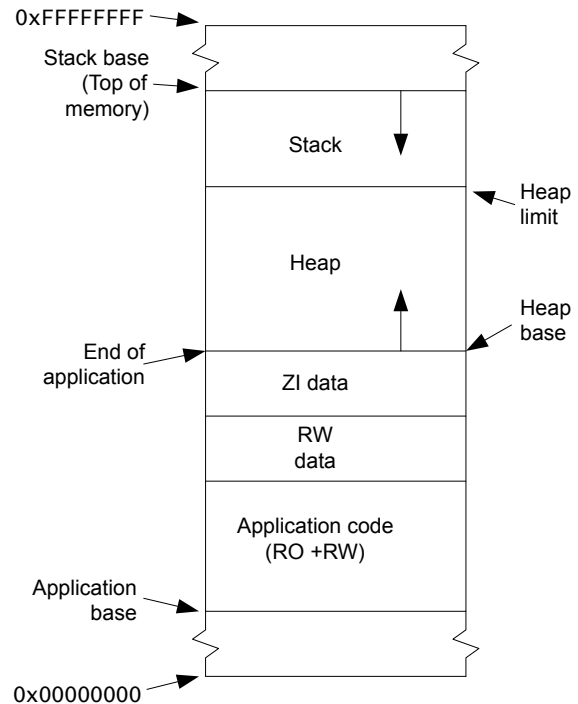 0xFFFFFFFF
Stack base
(Top of
memory)
Stack
Heap
limit
Heap
Heap
base
End of
application
ZI data
RW
data
Application code
(RO +RW)
Application
base
0x00000000